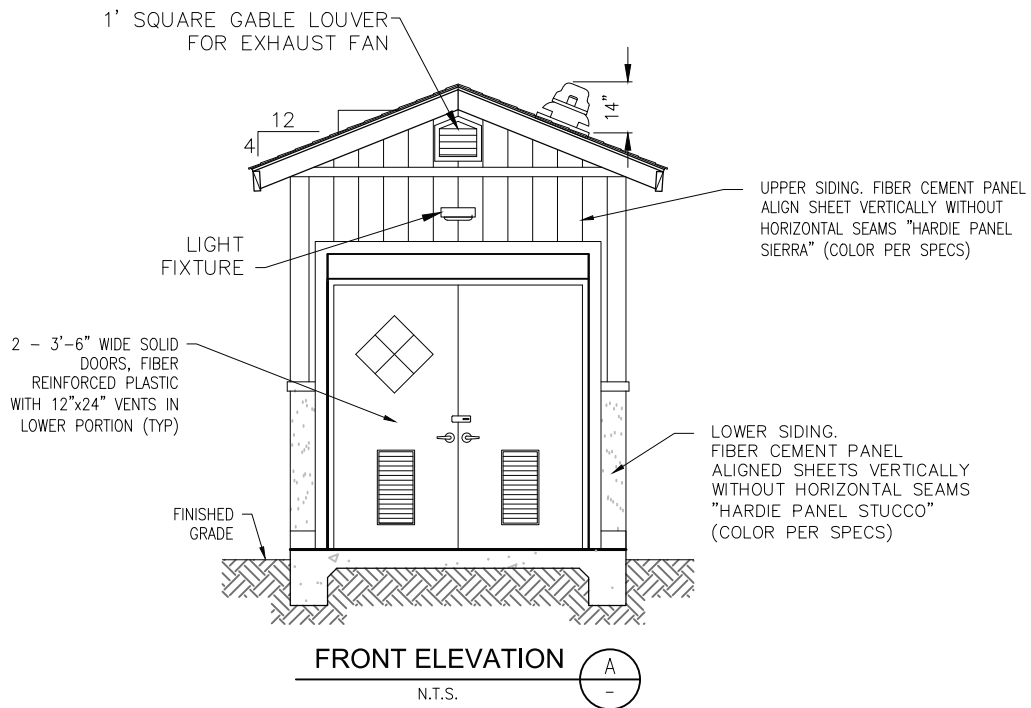 1' SQUARE GABLE LOUVER
FOR EXHAUST FAN
12
4
14"
UPPER SIDING. FIBER CEMENT PANEL
ALIGN SHEET VERTICALLY WITHOUT
HORIZONTAL SEAMS "HARDIE PANEL
SIERRA" (COLOR PER SPECS)
LIGHT
FIXTURE
2 - 3'-6" WIDE SOLID
DOORS, FIBER
REINFORCED PLASTIC
WITH 12"x24" VENTS IN
LOWER PORTION (TYP)
LOWER SIDING.
FIBER CEMENT PANEL
ALIGNED SHEETS VERTICALLY
WITHOUT HORIZONTAL SEAMS
"HARDIE PANEL STUCCO"
(COLOR PER SPECS)
FINISHED
GRADE
FRONT ELEVATION
N.T.S.
A
-